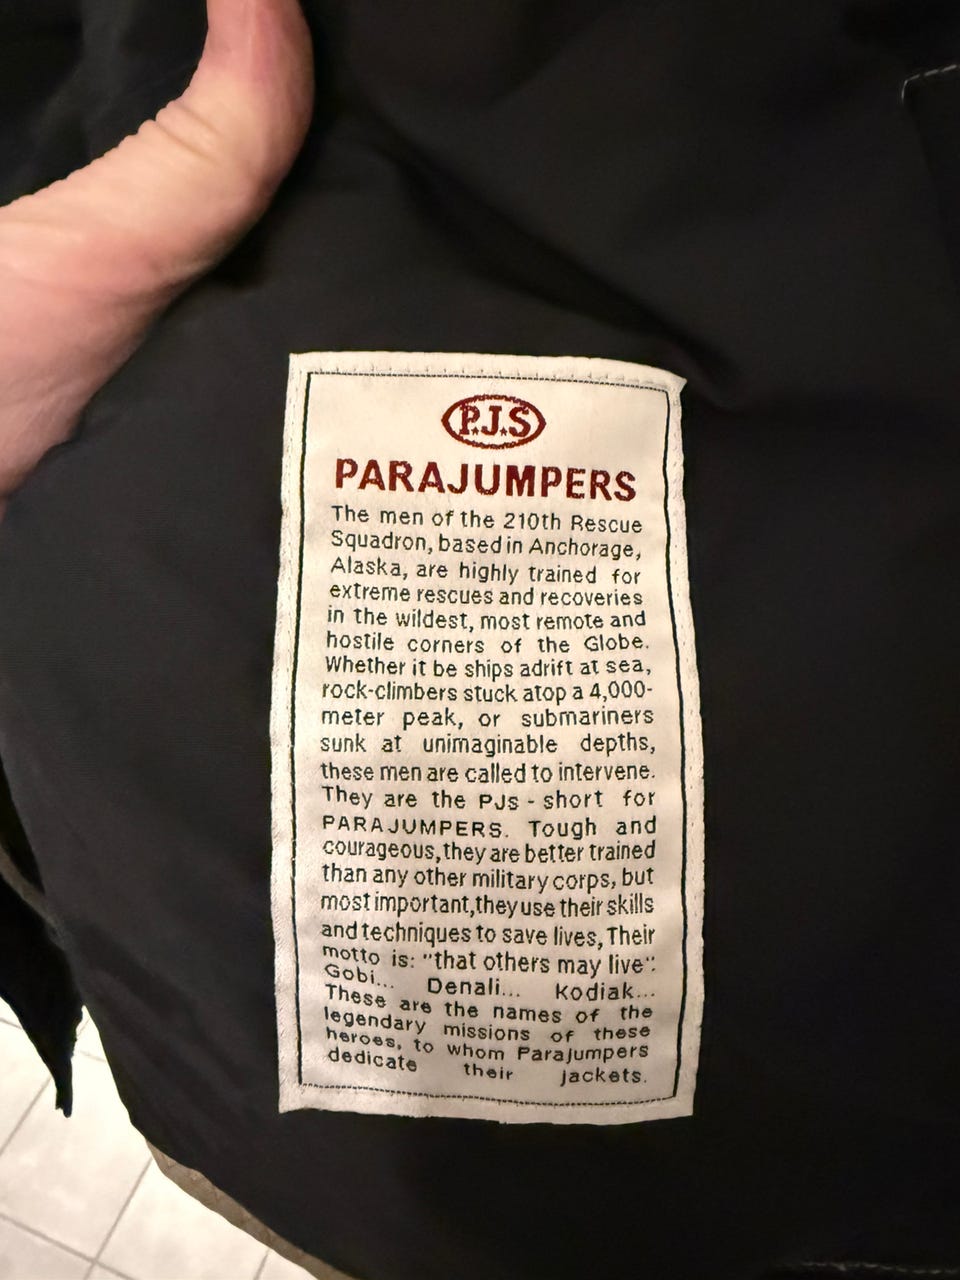 P.J.S
PARAJUMPERS
The men of the 210th Rescue
Squadron, based in Anchorage,
Alaska, are highly trained for
extreme rescues and recoveries
in the wildest, most remote and
hostile corners of the Globe.
Whether it be ships adrift at sea,
rock-climbers stuck atop a 4,000-
meter peak, or submariners
sunk at unimaginable depths,
these men are called to intervene.
They are the PJs - short for
PARAJUMPERS. Tough and
courageous, they are better trained
than any other military corps, but
most important, they use their skills
and techniques to save lives, Their
motto is: "that others may live":
Gobi... Denali... Kodiak...
These are the names of the
legendary missions of these
heroes, to whom Parajumpers
dedicate their jackets.